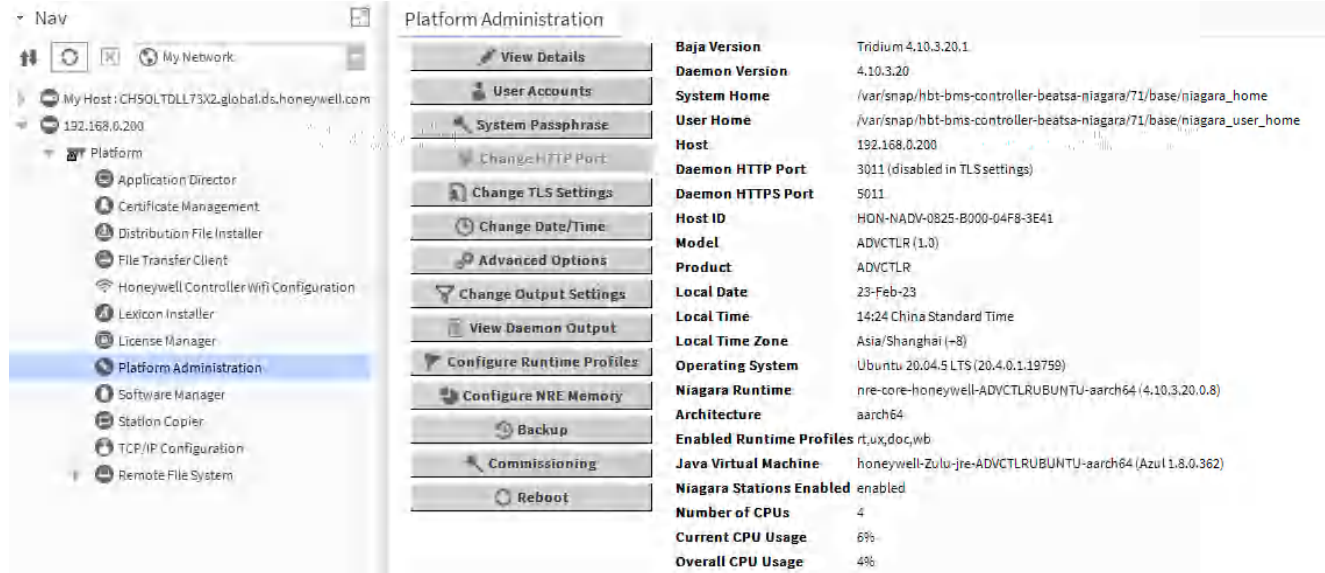 Nav
My Network
My Host : CH5QLTDLL73X2.global.ds.honeywell.com
192.168.0.200
Platform
Application Director
Certificate Management
Distribution File Installer
File Transfer Client
Honeywell Controller Wifi Configuration
Lexicon Installer
License Manager
Platform Administration
Software Manager
Station Copier
TCP/IP Configuration
Remote File System
Platform Administration
View Details
User Accounts
System Passphrase
Change HTTP Port
Change TLS Settings
Change Date/Time
Advanced Options
Change Output Settings
View Daemon Output
Configure Runtime Profiles
Configure NRE Memory
Backup
Commissioning
Reboot
Baja Version Tridium 4.10.3.20.1
Daemon Version 4.10.3.20
System Home /var/snap/hbt-bms-controller-beatsa-niagara/71/base/niagara_home
User Home /var/snap/hbt-bms-controller-beatsa-niagara/71/base/niagara_user_home
Host 192.168.0.200
Daemon HTTP Port 3011 (disabled in TLS settings)
Daemon HTTPS Port 5011
Host ID HON-NADV-0825-B000-04F8-3E41
Model ADVCTLR (1.0)
Product ADVCTLR
Local Date 23-Feb-23
Local Time 14:24 China Standard Time
Local Time Zone Asia/Shanghai (+8)
Operating System Ubuntu 20.04.5 LTS (20.4.0.1.19759)
Niagara Runtime nre-core-honeywell-ADVCTLRUBUNTU-aarch64 (4.10.3.20.0.8)
Architecture aarch64
Enabled Runtime Profiles rt,ux,doc,wb
Java Virtual Machine honeywell-Zulu-jre-ADVCTLRUBUNTU-aarch64 (Azul 1.8.0.362)
Niagara Stations Enabled enabled
Number of CPUs 4
Current CPU Usage 6%
Overall CPU Usage 4%